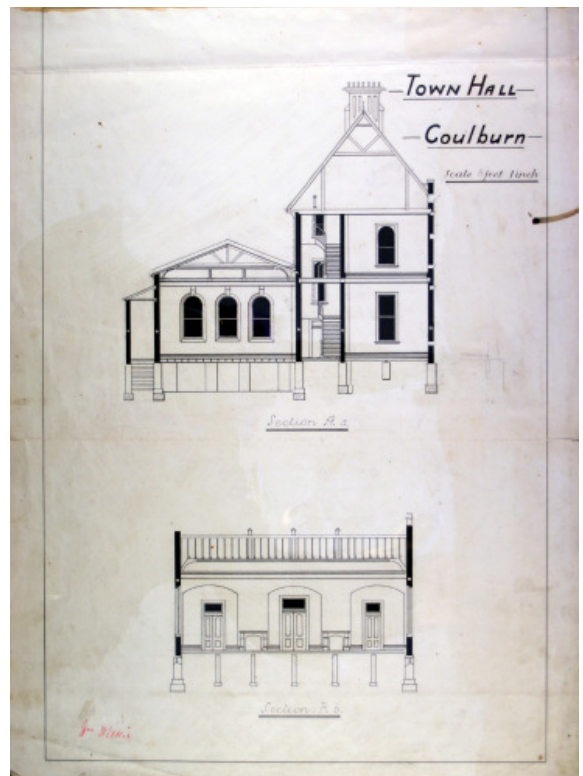 TOWN HALL
Goulburn
Scale 8 feet 1 inch
Section A a
Section B b